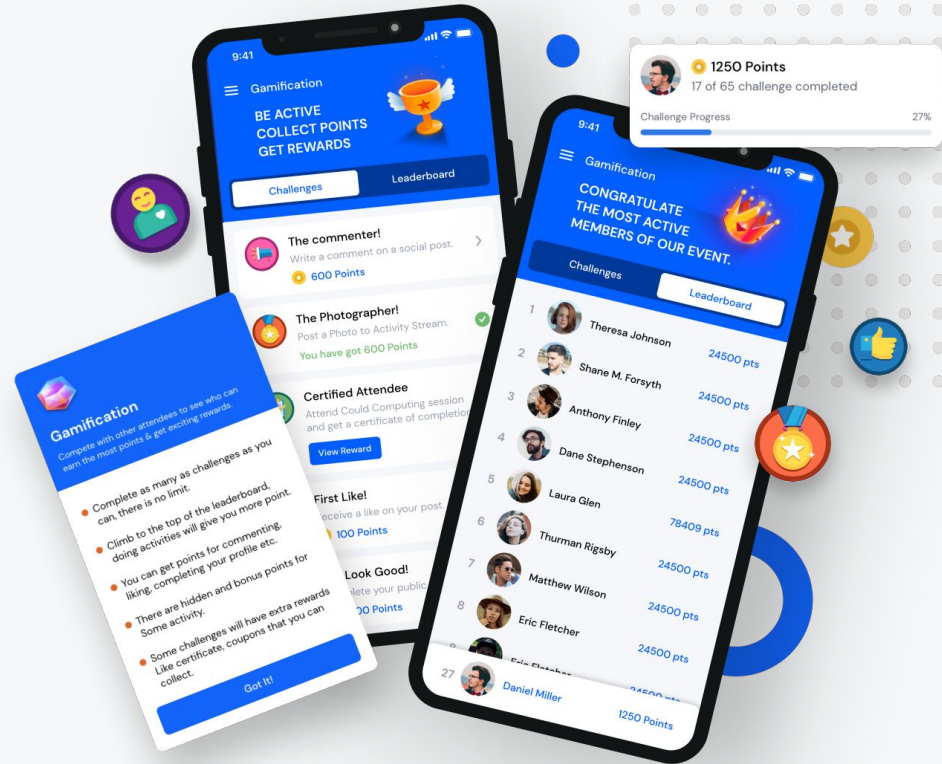 9:41
Gamification
BE ACTIVE
COLLECT POINTS
GET REWARDS
Challenges
Leaderboard
The commenter!
Write a comment on a social post.
600 Points
The Photographer!
Post a Photo to Activity Stream.
You have got 600 Points
Certified Attendee
Attend Could Computing session
and get a certificate of completion
View Reward
First Like!
eceive a like on your post.
100 Points
Look Good!
plete your public
00 Points
Gamification
Compete with other attendees to see who can
earn the most points & get exciting rewards.
Complete as many as challenges as you
can, there is no limit.
Climb to the top of the leaderboard,
doing activities will give you more point.
You can get points for commenting,
liking, completing your profile etc.
There are hidden and bonus points for
Some activity.
Some challenges will have extra rewards
Like certificate, coupons that you can
collect.
Got It!
1250 Points
17 of 65 challenge completed
Challenge Progress
27%
9:41
Gamification
CONGRATULATE
THE MOST ACTIVE
MEMBERS OF OUR EVENT.
Challenges
Leaderboard
1 Theresa Johnson 24500 pts
2 Shane M. Forsyth 24500 pts
3 Anthony Finley 24500 pts
4 Dane Stephenson 24500 pts
5 Laura Glen 78409 pts
6 Thurman Rigsby 24500 pts
7 Matthew Wilson 24500 pts
8 Eric Fletcher 24500 pts
Eric Fletcher 24500 pts
27 Daniel Miller 1250 Points